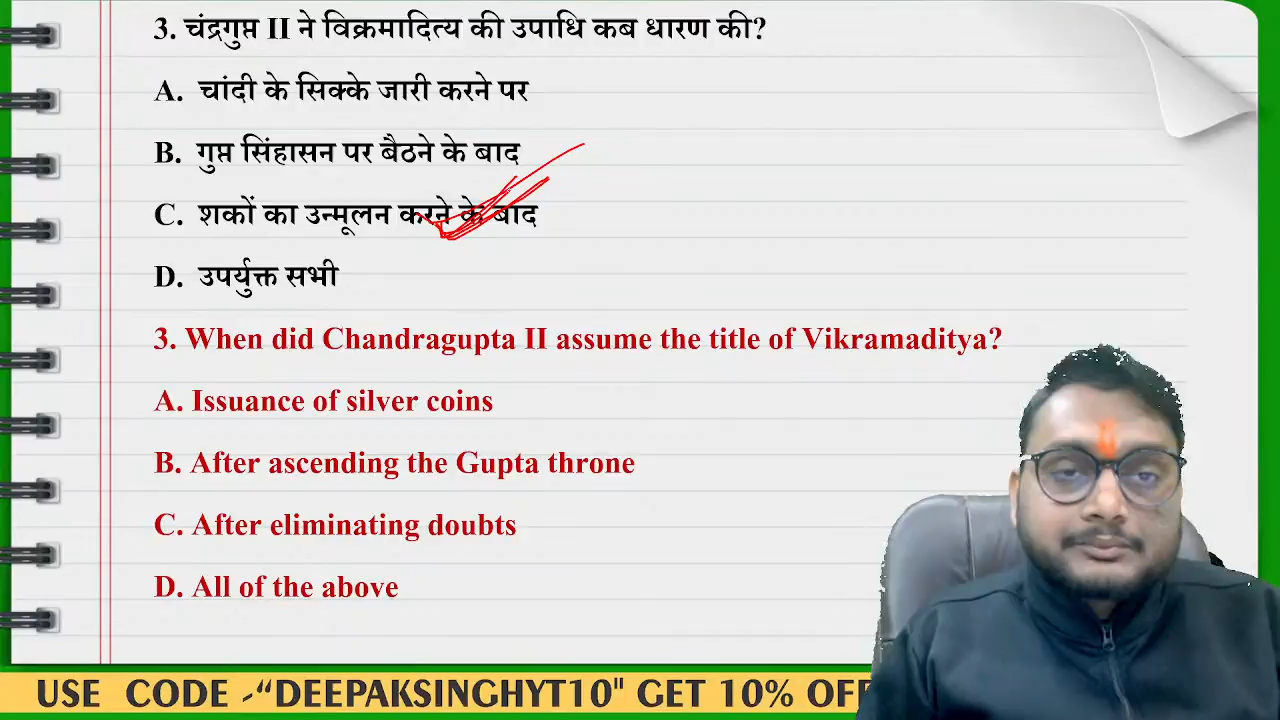 3. चंद्रगुप्त II ने विक्रमादित्य की उपाधि कब धारण की?
A. चांदी के सिक्के जारी करने पर
B. गुप्त सिंहासन पर बैठने के बाद
C. शकों का उन्मूलन करने के बाद
D. उपर्युक्त सभी
3. When did Chandragupta II assume the title of Vikramaditya?
A. Issuance of silver coins
B. After ascending the Gupta throne
C. After eliminating doubts
D. All of the above
USE CODE -“DEEPAKSINGHYT10" GET 10% OFF